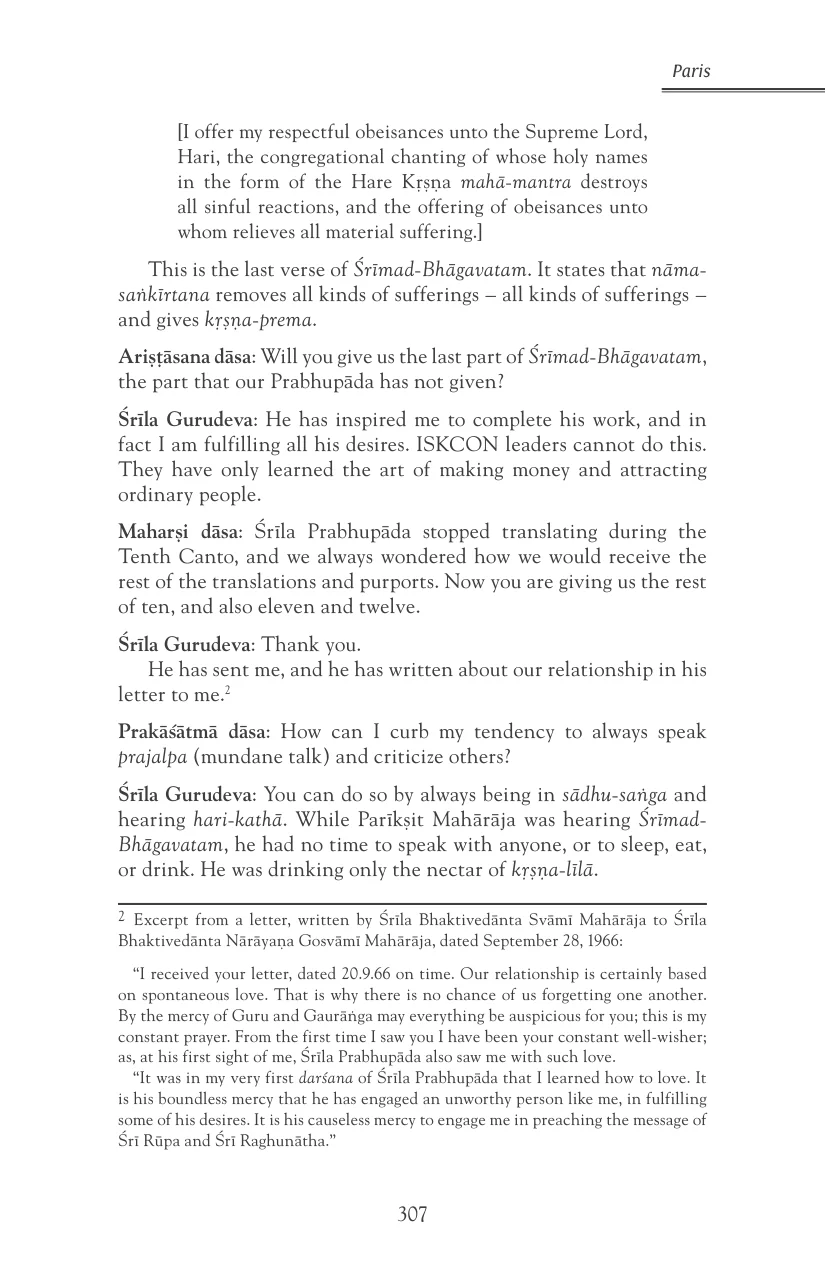 Paris
[I offer my respectful obeisances unto the Supreme Lord,
Hari, the congregational chanting of whose holy names
in the form of the Hare Kṛṣṇa mahā-mantra destroys
all sinful reactions, and the offering of obeisances unto
whom relieves all material suffering.]
This is the last verse of Śrīmad-Bhāgavatam. It states that nāma-
saṅkīrtana removes all kinds of sufferings – all kinds of sufferings –
and gives kṛṣṇa-prema.
Ariṣṭāsana dāsa: Will you give us the last part of Śrīmad-Bhāgavatam,
the part that our Prabhupāda has not given?
Śrīla Gurudeva: He has inspired me to complete his work, and in
fact I am fulfilling all his desires. ISKCON leaders cannot do this.
They have only learned the art of making money and attracting
ordinary people.
Maharṣi dāsa: Śrīla Prabhupāda stopped translating during the
Tenth Canto, and we always wondered how we would receive the
rest of the translations and purports. Now you are giving us the rest
of ten, and also eleven and twelve.
Śrīla Gurudeva: Thank you.
He has sent me, and he has written about our relationship in his
letter to me.2
Prakāśātmā dāsa: How can I curb my tendency to always speak
prajalpa (mundane talk) and criticize others?
Śrīla Gurudeva: You can do so by always being in sādhu-saṅga and
hearing hari-kathā. While Parīkṣit Mahārāja was hearing Śrīmad-
Bhāgavatam, he had no time to speak with anyone, or to sleep, eat,
or drink. He was drinking only the nectar of kṛṣṇa-līlā.
2 Excerpt from a letter, written by Śrīla Bhaktivedānta Svāmī Mahārāja to Śrīla
Bhaktivedānta Nārāyaṇa Gosvāmī Mahārāja, dated September 28, 1966:
“I received your letter, dated 20.9.66 on time. Our relationship is certainly based
on spontaneous love. That is why there is no chance of us forgetting one another.
By the mercy of Guru and Gaurāṅga may everything be auspicious for you; this is my
constant prayer. From the first time I saw you I have been your constant well-wisher;
as, at his first sight of me, Śrīla Prabhupāda also saw me with such love.
“It was in my very first darśana of Śrīla Prabhupāda that I learned how to love. It
is his boundless mercy that he has engaged an unworthy person like me, in fulfilling
some of his desires. It is his causeless mercy to engage me in preaching the message of
Śrī Rūpa and Śrī Raghunātha.”
307